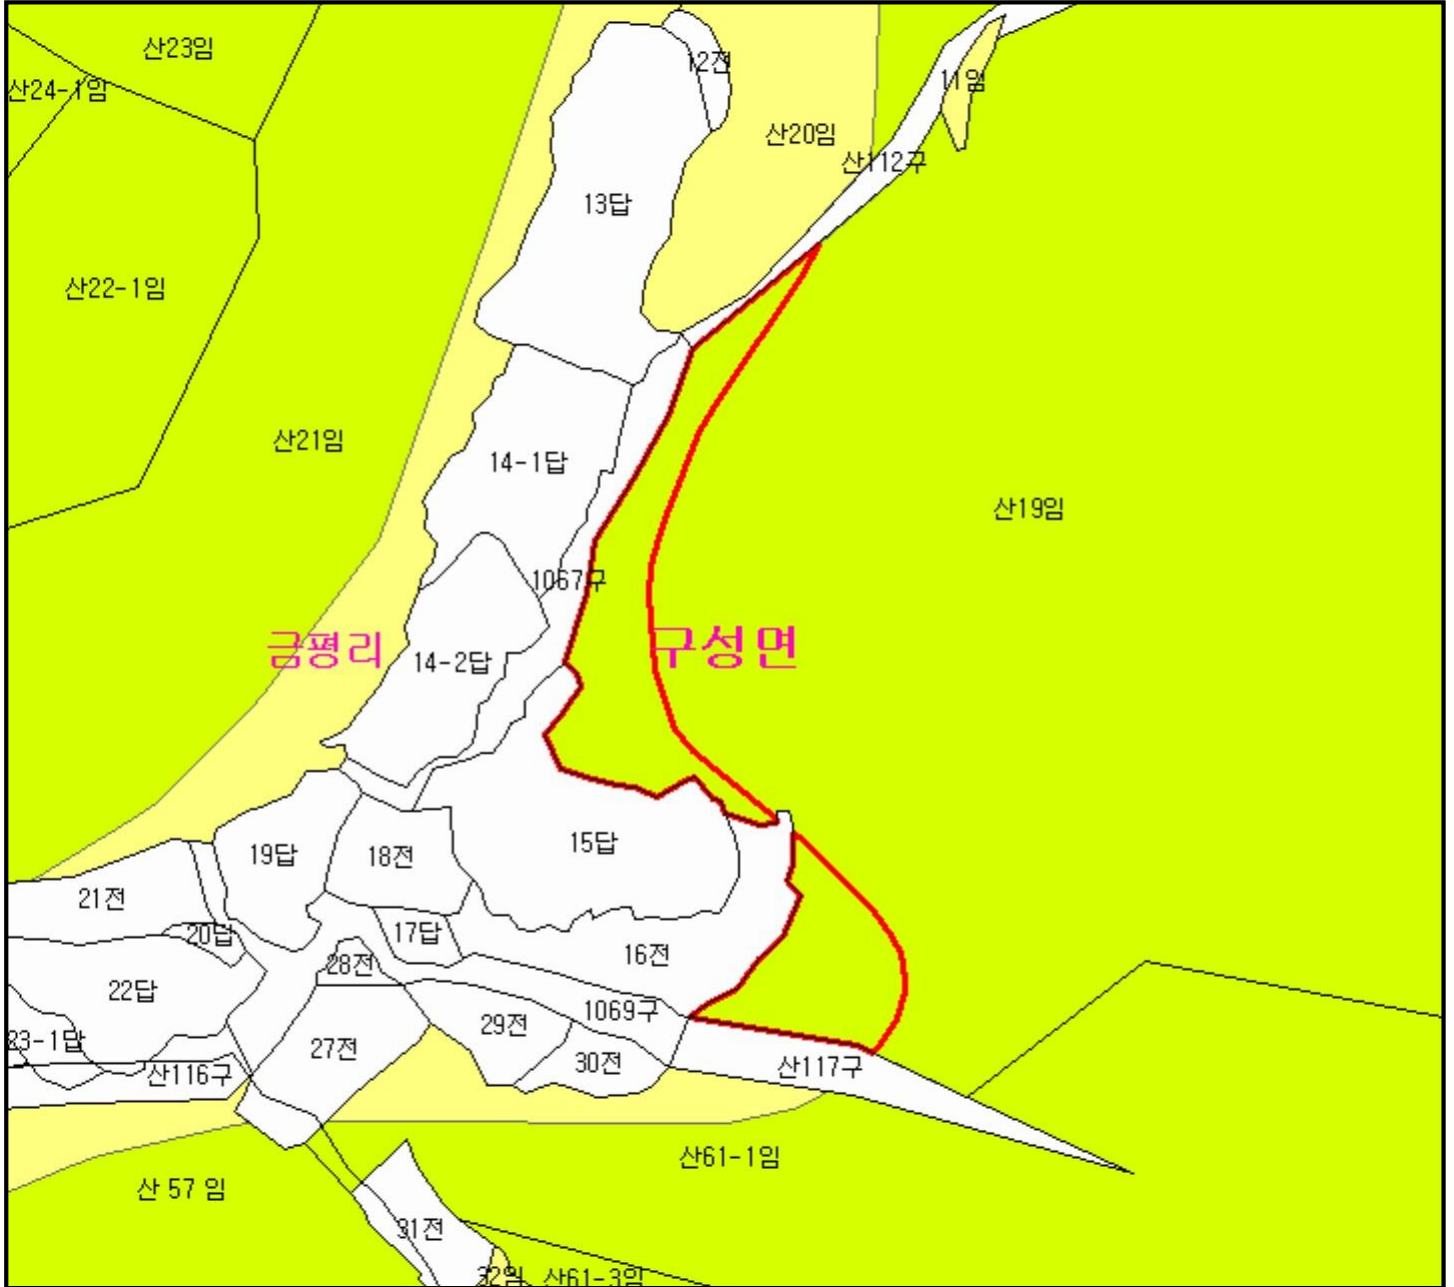 산23임
12전
산24-1임
11임
산20임
산112구
13답
산22-1임
산21임
14-1답
산19임
1067구
금평리
구성면
14-2답
15답
19답
18전
21전
20답
17답
16전
28전
22답
1069구
29전
23-1답
27전
30전
산117구
산116구
산61-1임
산 57 임
31전
32임
산61-3임